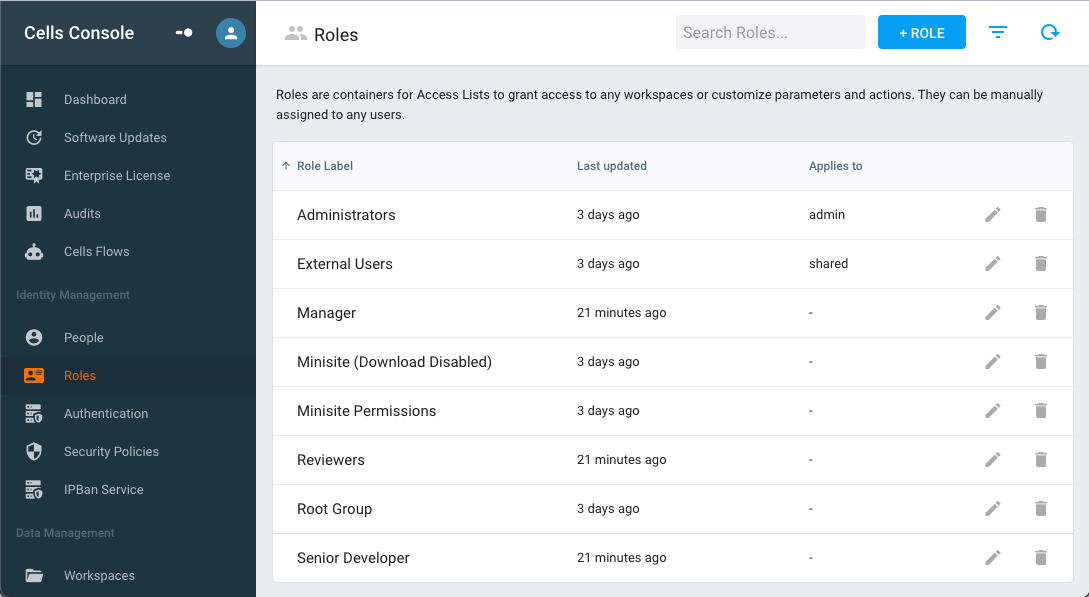 Cells Console
Dashboard
Software Updates
Enterprise License
Audits
Cells Flows
Identity Management
People
Roles
Authentication
Security Policies
IPBan Service
Data Management
Workspaces
Roles
Search Roles...
+ ROLE
Roles are containers for Access Lists to grant access to any workspaces or customize parameters and actions. They can be manually
assigned to any users.
Role Label Last updated Applies to
Administrators 3 days ago admin
External Users 3 days ago shared
Manager 21 minutes ago -
Minisite (Download Disabled) 3 days ago -
Minisite Permissions 3 days ago -
Reviewers 21 minutes ago -
Root Group 3 days ago -
Senior Developer 21 minutes ago -